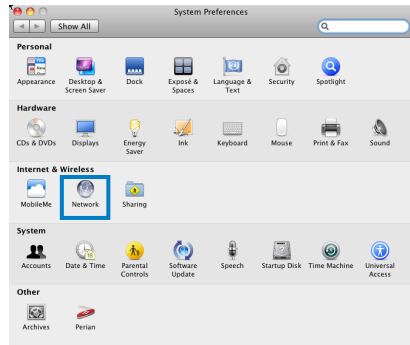 System Preferences
Show All
Personal
Appearance
Desktop &
Screen Saver
Dock
Exposé &
Spaces
Language &
Text
Security
Spotlight
Hardware
CDs & DVDs
Displays
Energy
Saver
Ink
Keyboard
Mouse
Print & Fax
Sound
Internet & Wireless
MobileMe
Network
Sharing
System
Accounts
Date & Time
Parental
Controls
Software
Update
Speech
Startup Disk
Time Machine
Universal
Access
Other
Archives
Perian